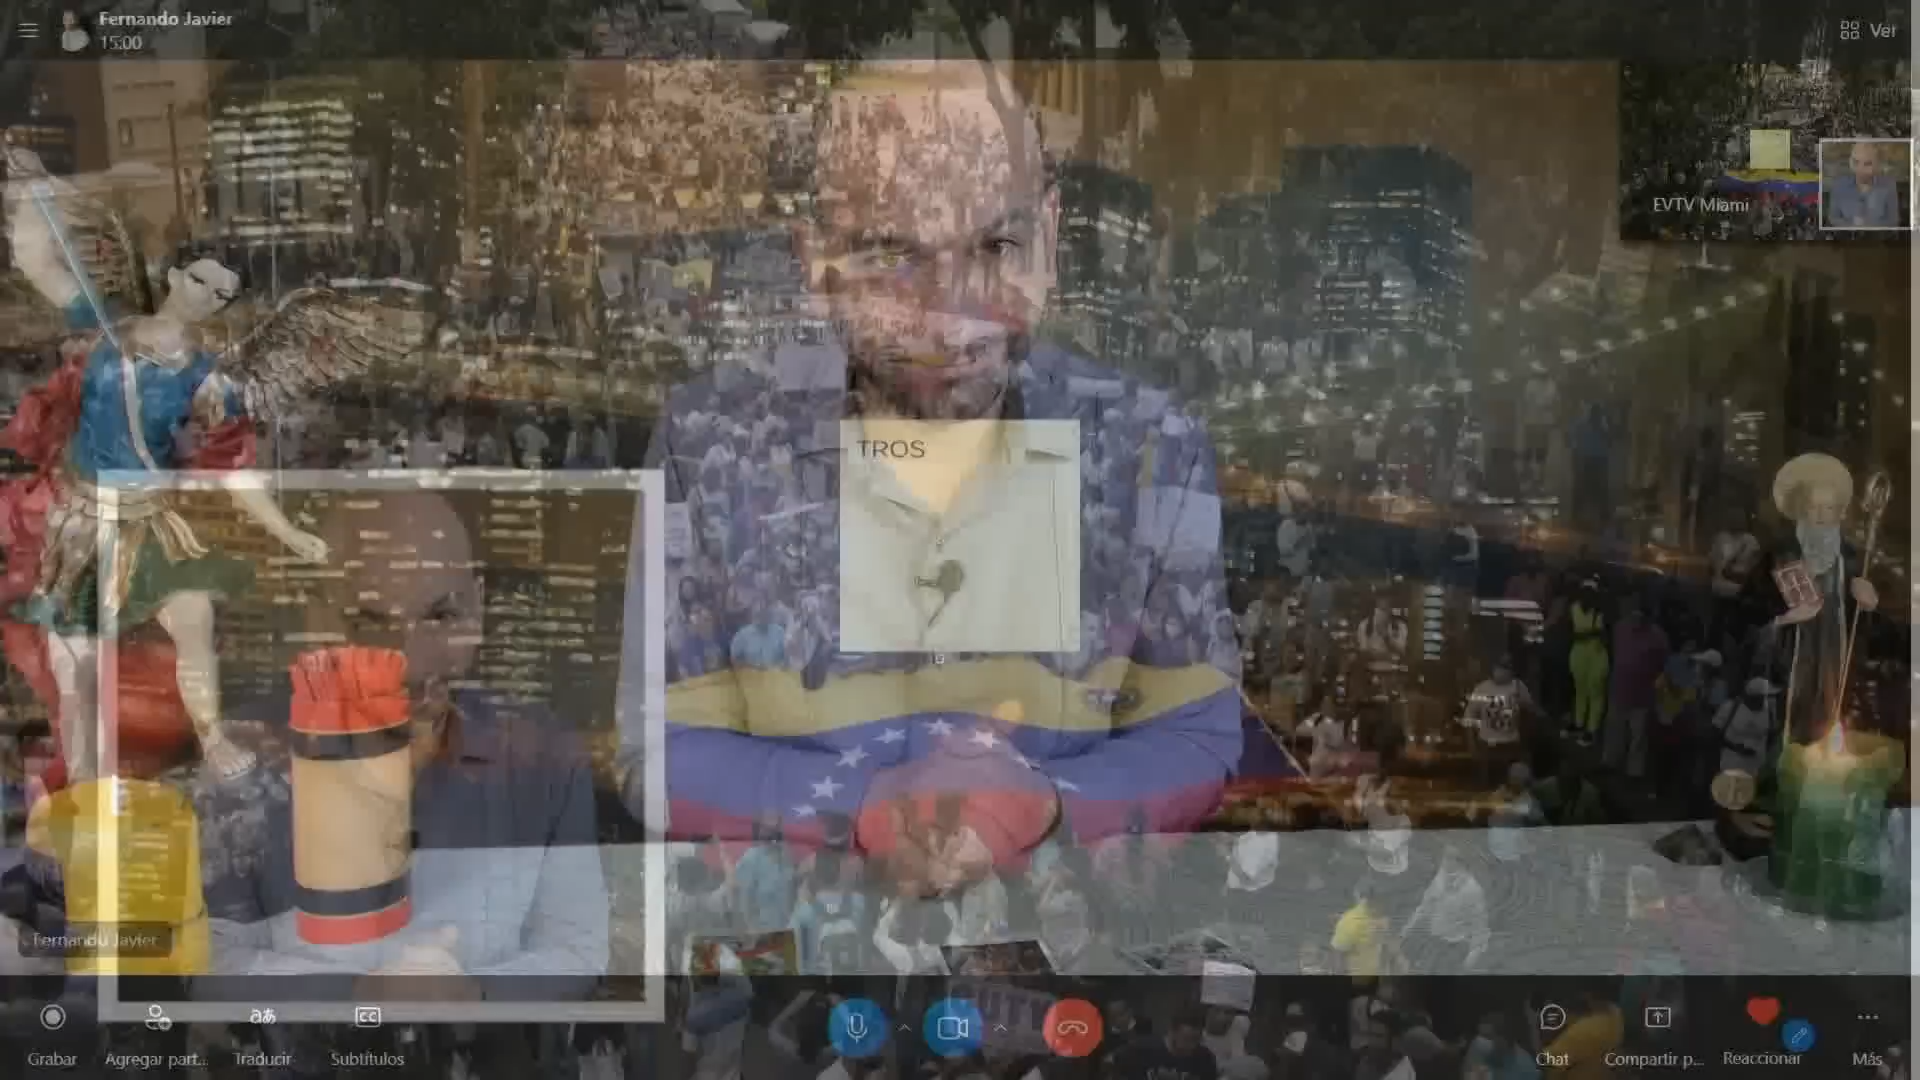 Fernando Javier
15:00
Ver
EVTV Miami
TROS
Fernando Javier
Grabar
Agregar part...
Traducir
Subtítulos
Chat
Compartir p...
Reaccionar
Más